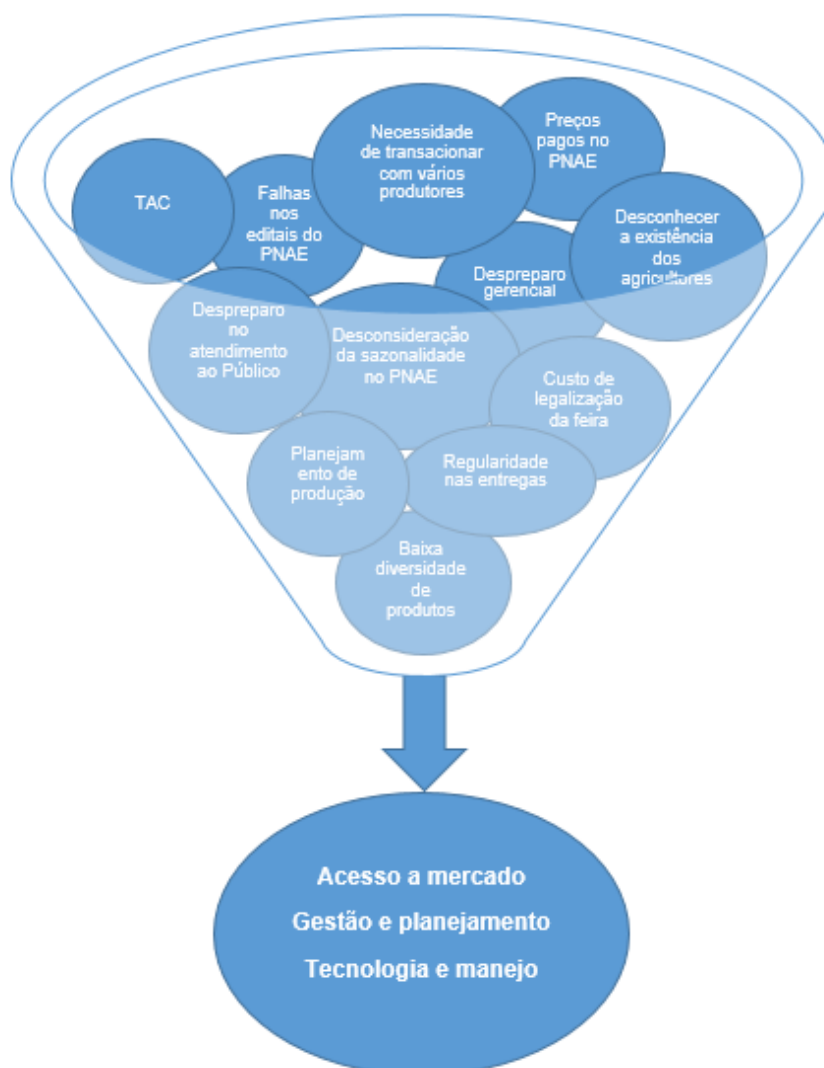 Necessidade
de transacionar
com vários
produtores
Preços
pagos no
PNAE
TAC
Falhas
nos
editais do
PNAE
Desconhecer
a existência
dos
agricultores
Despreparo
gerencial
Despreparo
no
atendimento
ao Público
Desconsideração
da sazonalidade
no PNAE
Custo de
legalização
da feira
Planejam
ento de
produção
Regularidade
nas entregas
Baixa
diversidade
de
produtos
Acesso a mercado
Gestão e planejamento
Tecnologia e manejo